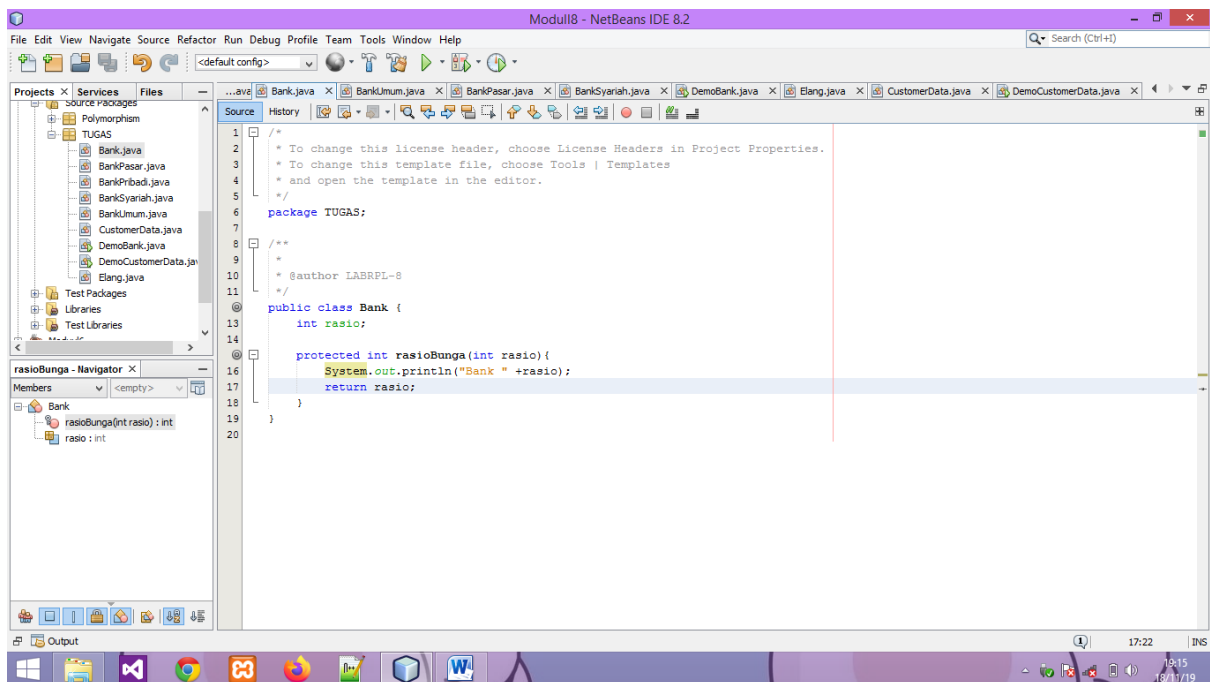 Modull8 - NetBeans IDE 8.2
File Edit View Navigate Source Refactor Run Debug Profile Team Tools Window Help
Search (Ctrl+I)
<default config>
Projects Services Files
...ava Bank.java BankUmum.java BankPasar.java BankSyariah.java DemoBank.java Elang.java CustomerData.java DemoCustomerData.java
Source History
Source Packages
Polymorphism
TUGAS
Bank.java
BankPasar.java
BankPribadi.java
BankSyariah.java
BankUmum.java
CustomerData.java
DemoBank.java
DemoCustomerData.jav
Elang.java
Test Packages
Libraries
Test Libraries
rasioBunga - Navigator
Members <empty>
Bank
rasioBunga(int rasio) : int
rasio : int
1 /*
2 * To change this license header, choose License Headers in Project Properties.
3 * To change this template file, choose Tools | Templates
4 * and open the template in the editor.
5 */
6 package TUGAS;
7
8 /**
9 *
10 * @author LABRPL-8
11 */
public class Bank {
13 int rasio;
14
protected int rasioBunga(int rasio){
16 System.out.println("Bank " +rasio);
17 return rasio;
18 }
19 }
20
Output
1 17:22 INS
19:15
18/11/19